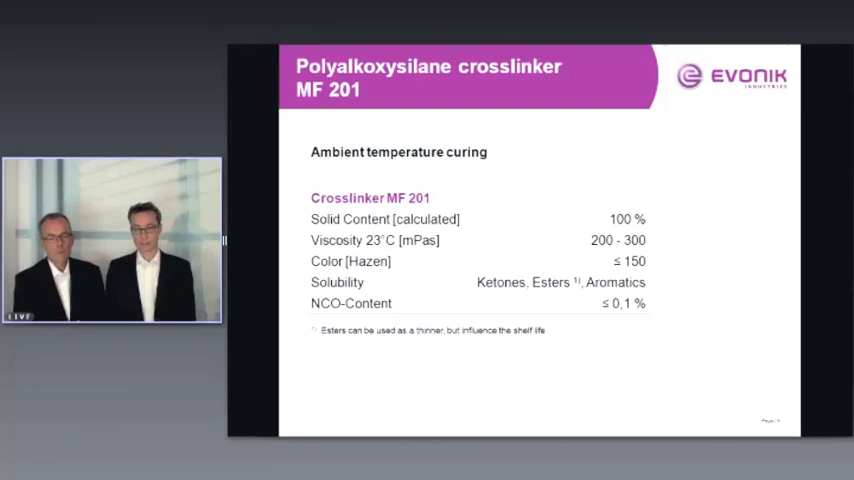 Polyalkoxysilane crosslinker
MF 201
EVONIK
INDUSTRIES
Ambient temperature curing
Crosslinker MF 201
Solid Content [calculated] 100 %
Viscosity 23°C [mPas] 200 - 300
Color [Hazen] ≤ 150
Solubility Ketones, Esters ¹⁾, Aromatics
NCO-Content ≤ 0,1 %
¹⁾ Esters can be used as a thinner, but influence the shelf life
LIVE